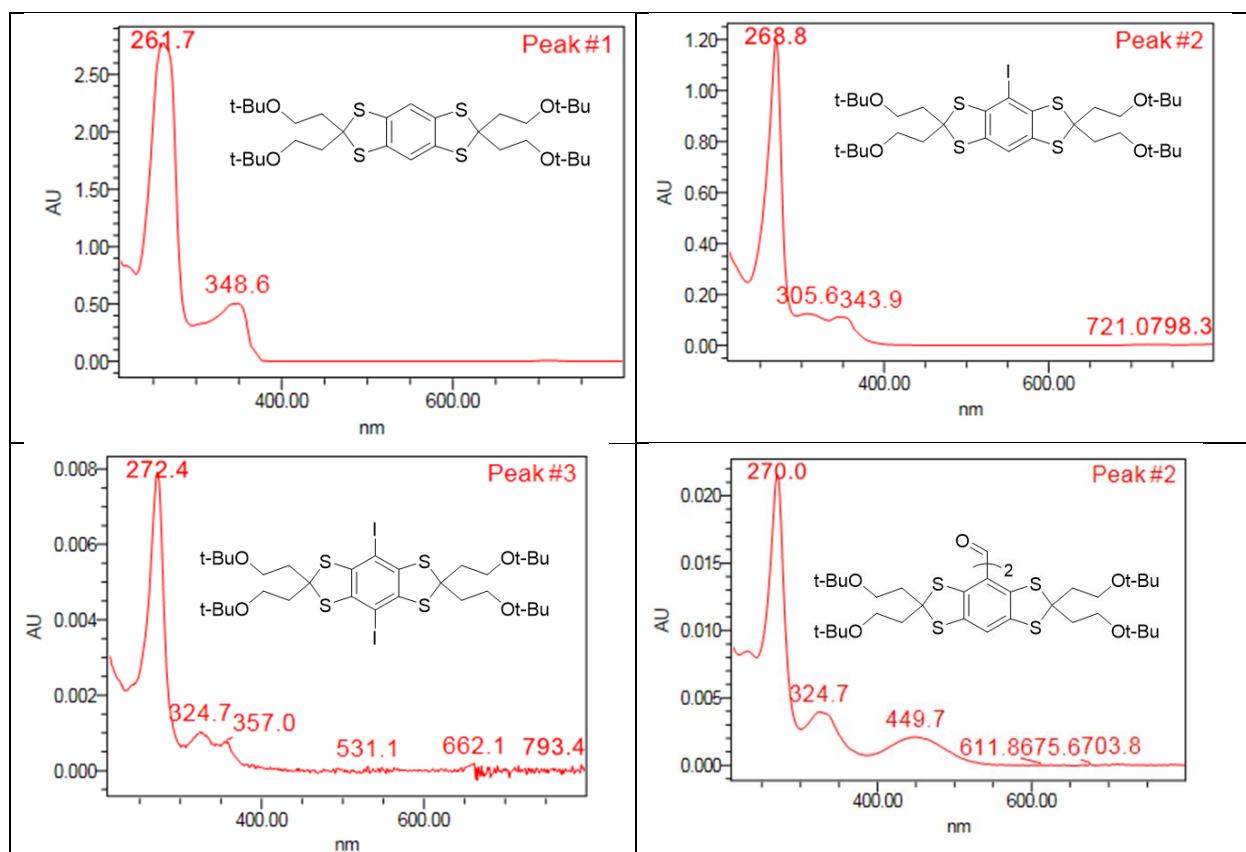 Peak #1
261.7
348.6
2.50
2.00
1.50
1.00
0.50
0.00
AU
400.00 600.00
nm
t-BuO S S Ot-Bu
t-BuO S S Ot-Bu
Peak #2
268.8
305.6 343.9
721.0798.3
1.20
1.00
0.80
0.60
0.40
0.20
0.00
AU
400.00 600.00
nm
I
t-BuO S S Ot-Bu
t-BuO S S Ot-Bu
Peak #3
272.4
324.7 357.0
531.1 662.1 793.4
0.008
0.006
0.004
0.002
0.000
AU
400.00 600.00
nm
I
t-BuO S S Ot-Bu
t-BuO S S Ot-Bu
I
Peak #2
270.0
324.7
449.7
611.8675.6703.8
0.020
0.015
0.010
0.005
0.000
AU
400.00 600.00
nm
O
2
t-BuO S S Ot-Bu
t-BuO S S Ot-Bu